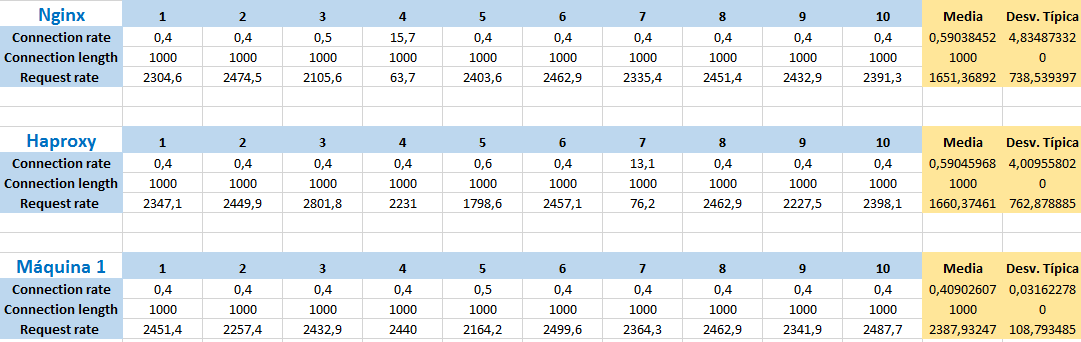 Nginx 1 2 3 4 5 6 7 8 9 10 Media Desv. Típica
Connection rate 0,4 0,4 0,5 15,7 0,4 0,4 0,4 0,4 0,4 0,4 0,59038452 4,83487332
Connection length 1000 1000 1000 1000 1000 1000 1000 1000 1000 1000 1000 0
Request rate 2304,6 2474,5 2105,6 63,7 2403,6 2462,9 2335,4 2451,4 2432,9 2391,3 1651,36892 738,539397
Haproxy 1 2 3 4 5 6 7 8 9 10 Media Desv. Típica
Connection rate 0,4 0,4 0,4 0,4 0,6 0,4 13,1 0,4 0,4 0,4 0,59045968 4,00955802
Connection length 1000 1000 1000 1000 1000 1000 1000 1000 1000 1000 1000 0
Request rate 2347,1 2449,9 2801,8 2231 1798,6 2457,1 76,2 2462,9 2227,5 2398,1 1660,37461 762,878885
Máquina 1 1 2 3 4 5 6 7 8 9 10 Media Desv. Típica
Connection rate 0,4 0,4 0,4 0,4 0,5 0,4 0,4 0,4 0,4 0,4 0,40902607 0,03162278
Connection length 1000 1000 1000 1000 1000 1000 1000 1000 1000 1000 1000 0
Request rate 2451,4 2257,4 2432,9 2440 2164,2 2499,6 2364,3 2462,9 2341,9 2487,7 2387,93247 108,793485